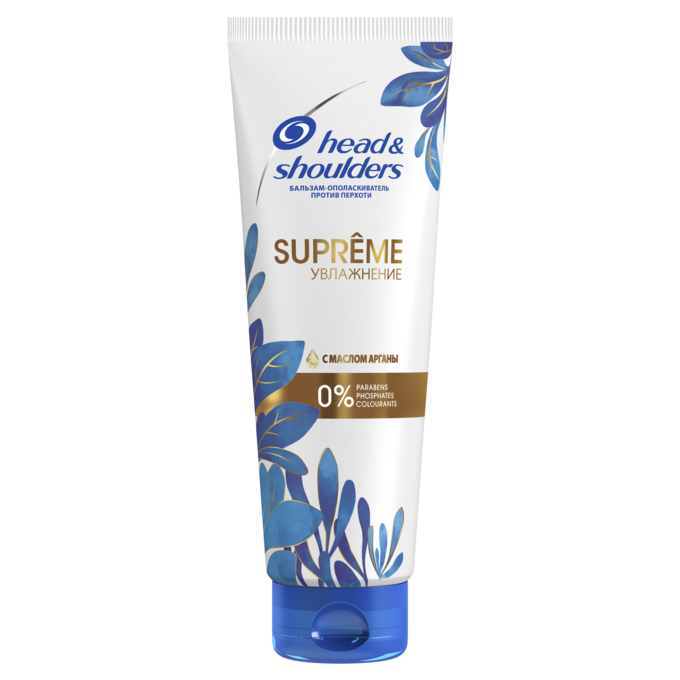 head &
shoulders
БАЛЬЗАМ-ОПОЛАСКИВАТЕЛЬ
ПРОТИВ ПЕРХОТИ
SUPRÊME
УВЛАЖНЕНИЕ
С МАСЛОМ АРГАНЫ
0% PARABENS
PHOSPHATES
COLOURANTS